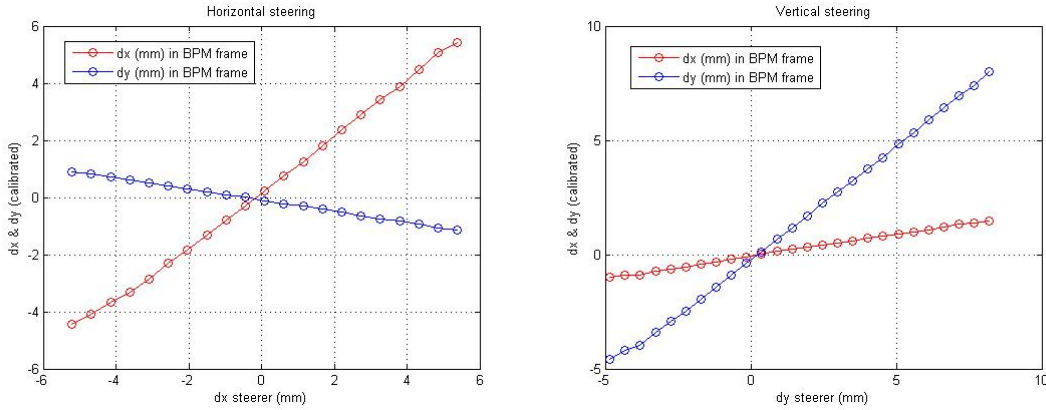 Horizontal steering
6
4
2
0
-2
-4
-6
dx & dy (calibrated)
dx (mm) in BPM frame
dy (mm) in BPM frame
-6
-4
-2
0
2
4
6
dx steerer (mm)
Vertical steering
10
5
0
-5
dx & dy (calibrated)
dx (mm) in BPM frame
dy (mm) in BPM frame
-5
0
5
10
dy steerer (mm)